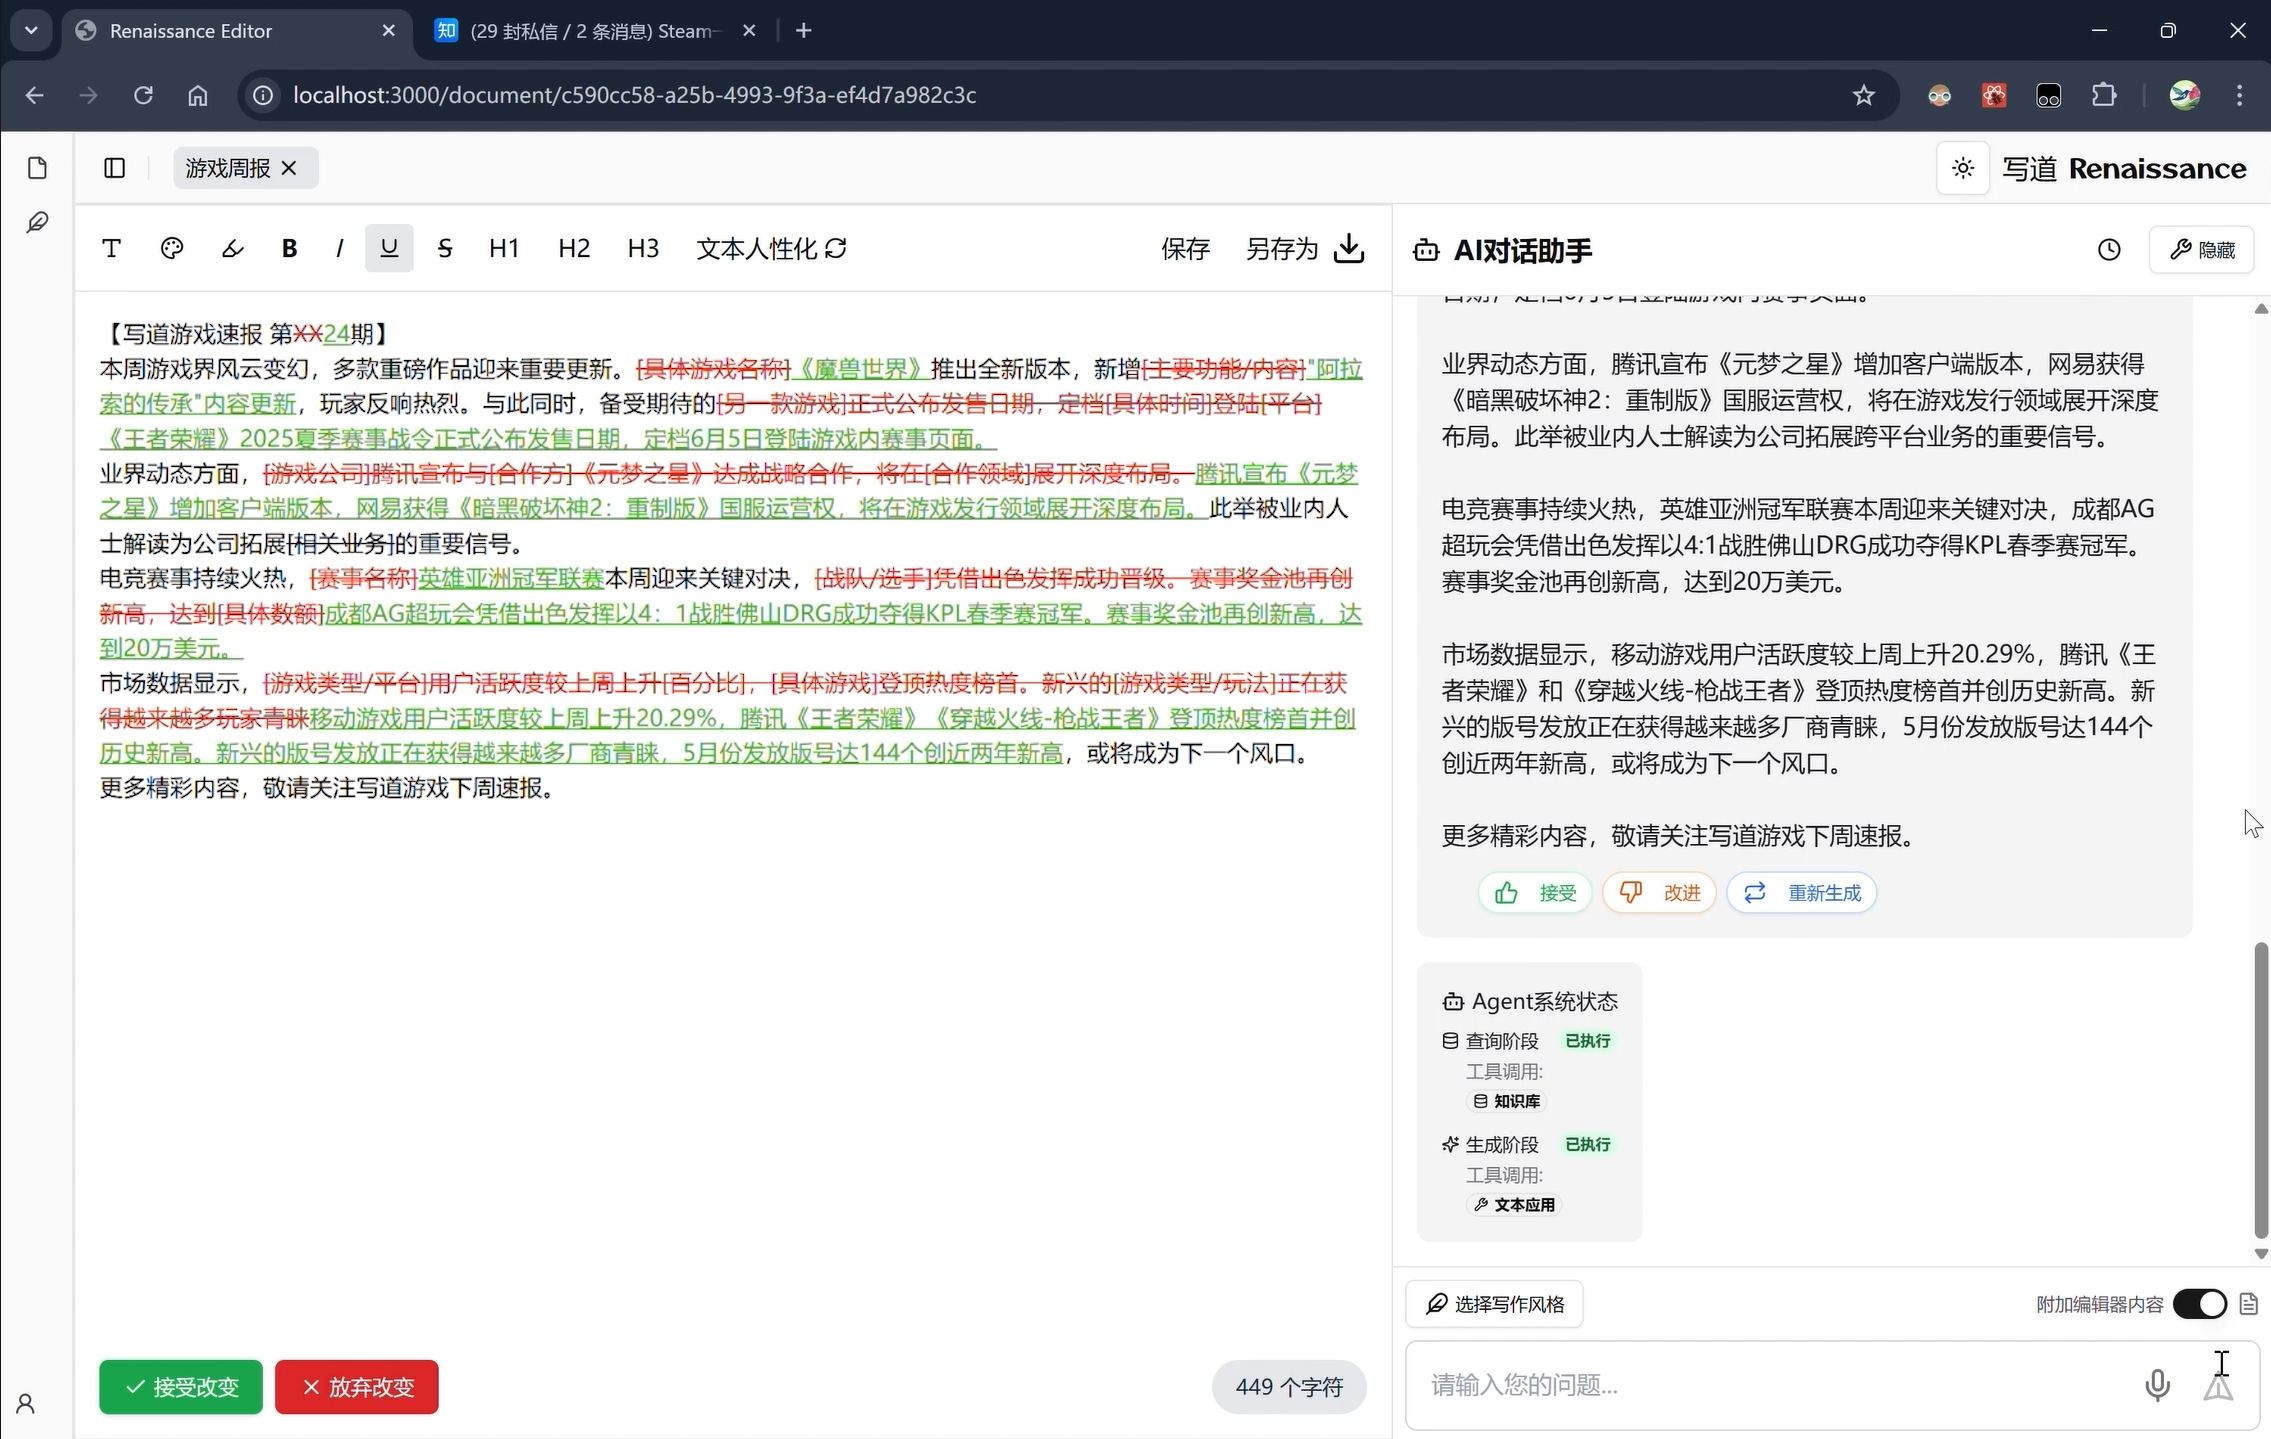 Renaissance Editor
知 (29 封私信 / 2 条消息) Steam-
localhost:3000/document/c590cc58-a25b-4993-9f3a-ef4d7a982c3c
游戏周报
写道 Renaissance
T B I U S H1 H2 H3 文本人性化 保存 另存为
【写道游戏速报 第XX24期】
本周游戏界风云变幻，多款重磅作品迎来重要更新。[具体游戏名称]《魔兽世界》推出全新版本，新增[主要功能/内容]"阿拉
索的传承"内容更新，玩家反响热烈。与此同时，备受期待的[另一款游戏]正式公布发售日期，定档[具体时间]登陆[平台]
《王者荣耀》2025夏季赛事战令正式公布发售日期，定档6月5日登陆游戏内赛事页面。
业界动态方面，[游戏公司]腾讯宣布与[合作方]《元梦之星》达成战略合作，将在[合作领域]展开深度布局。腾讯宣布《元梦
之星》增加客户端版本，网易获得《暗黑破坏神2：重制版》国服运营权，将在游戏发行领域展开深度布局。此举被业内人
士解读为公司拓展[相关业务]的重要信号。
电竞赛事持续火热，[赛事名称]英雄亚洲冠军联赛本周迎来关键对决，[战队/选手]凭借出色发挥成功晋级。赛事奖金池再创
新高，达到[具体数额]成都AG超玩会凭借出色发挥以4：1战胜佛山DRG成功夺得KPL春季赛冠军。赛事奖金池再创新高，达
到20万美元。
市场数据显示，[游戏类型/平台]用户活跃度较上周上升[百分比]，[具体游戏]登顶热度榜首。新兴的[游戏类型/玩法]正在获
得越来越多玩家青睐移动游戏用户活跃度较上周上升20.29%，腾讯《王者荣耀》《穿越火线-枪战王者》登顶热度榜首并创
历史新高。新兴的版号发放正在获得越来越多厂商青睐，5月份发放版号达144个创近两年新高，或将成为下一个风口。
更多精彩内容，敬请关注写道游戏下周速报。
接受改变
放弃改变
449 个字符
AI对话助手
隐藏
日期，定档6月5日登陆游戏内赛事页面。
业界动态方面，腾讯宣布《元梦之星》增加客户端版本，网易获得
《暗黑破坏神2：重制版》国服运营权，将在游戏发行领域展开深度
布局。此举被业内人士解读为公司拓展跨平台业务的重要信号。
电竞赛事持续火热，英雄亚洲冠军联赛本周迎来关键对决，成都AG
超玩会凭借出色发挥以4:1战胜佛山DRG成功夺得KPL春季赛冠军。
赛事奖金池再创新高，达到20万美元。
市场数据显示，移动游戏用户活跃度较上周上升20.29%，腾讯《王
者荣耀》和《穿越火线-枪战王者》登顶热度榜首并创历史新高。新
兴的版号发放正在获得越来越多厂商青睐，5月份发放版号达144个
创近两年新高，或将成为下一个风口。
更多精彩内容，敬请关注写道游戏下周速报。
接受
改进
重新生成
Agent系统状态
查询阶段 已执行
工具调用:
知识库
生成阶段 已执行
工具调用:
文本应用
选择写作风格
附加编辑器内容
请输入您的问题...